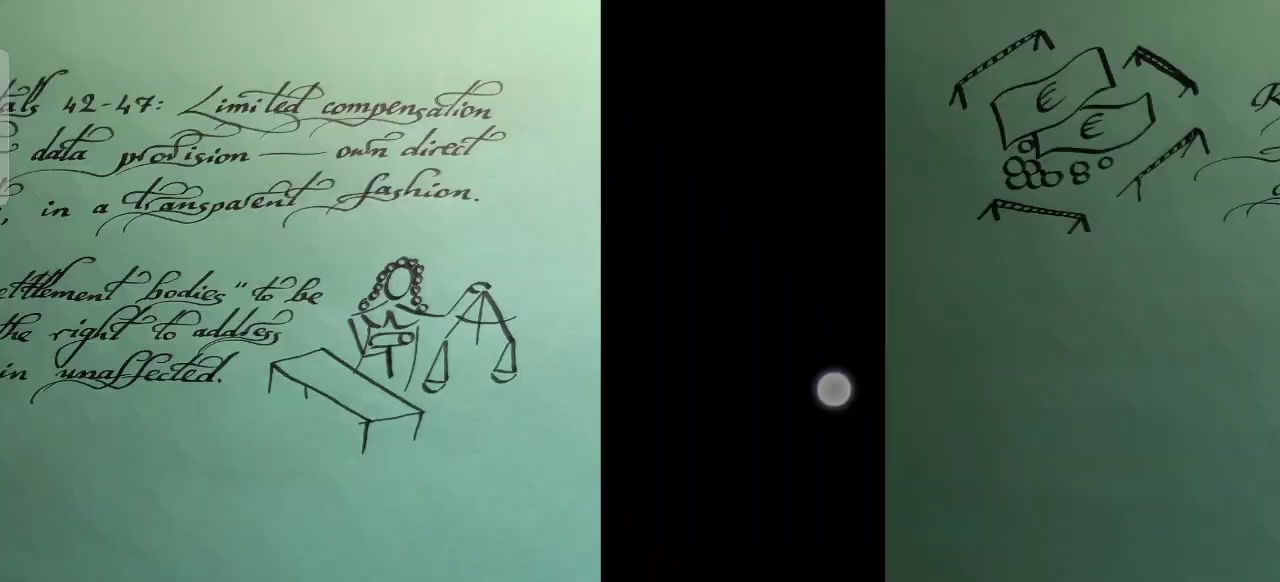 42-47: Limited compensation
data provision — own direct
, in a transparent fashion.
ettlement bodies" to be
the right to address
in unaffected.
€
€